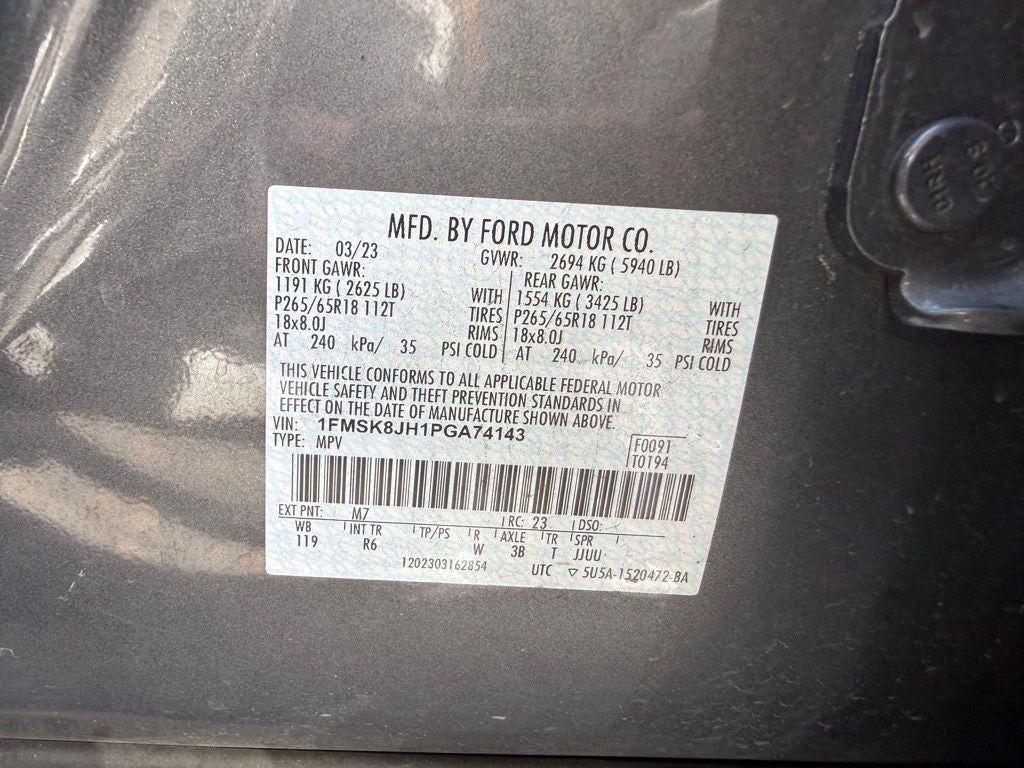 MFD. BY FORD MOTOR CO.
DATE: 03/23 GVWR: 2694 KG ( 5940 LB)
FRONT GAWR: REAR GAWR:
1191 KG ( 2625 LB) WITH 1554 KG ( 3425 LB) WITH
P265/65R18 112T TIRES P265/65R18 112T TIRES
18x8.0J RIMS 18x8.0J RIMS
AT 240 kPa/ 35 PSI COLD AT 240 kPa/ 35 PSI COLD
THIS VEHICLE CONFORMS TO ALL APPLICABLE FEDERAL MOTOR
VEHICLE SAFETY AND THEFT PREVENTION STANDARDS IN
EFFECT ON THE DATE OF MANUFACTURE SHOWN ABOVE.
VIN: 1FMSK8JH1PGA74143
TYPE: MPV
F0091
T0194
EXT PNT: M7 RC: 23 DSO:
WB INT TR TP/PS R AXLE TR SPR
119 R6 W 3B T JJUU
1202303162854 UTC ▽ 5U5A-1520472-BA